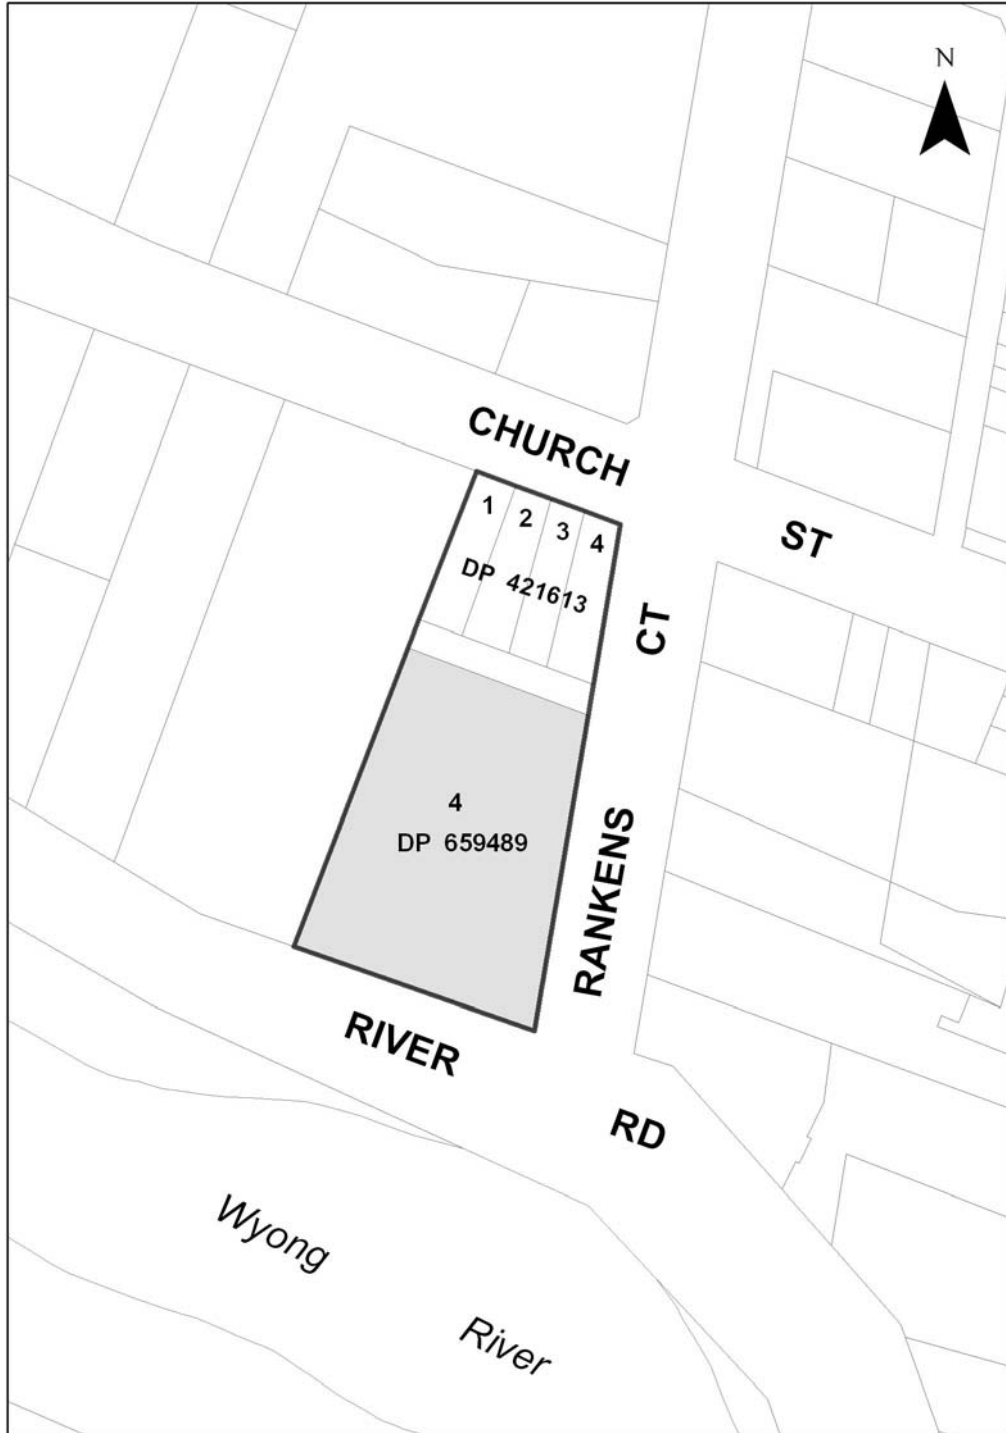 N
CHURCH
ST
1 2 3 4
DP 421613
CT
4
DP 659489
RANKENS
RIVER
RD
Wyong
River